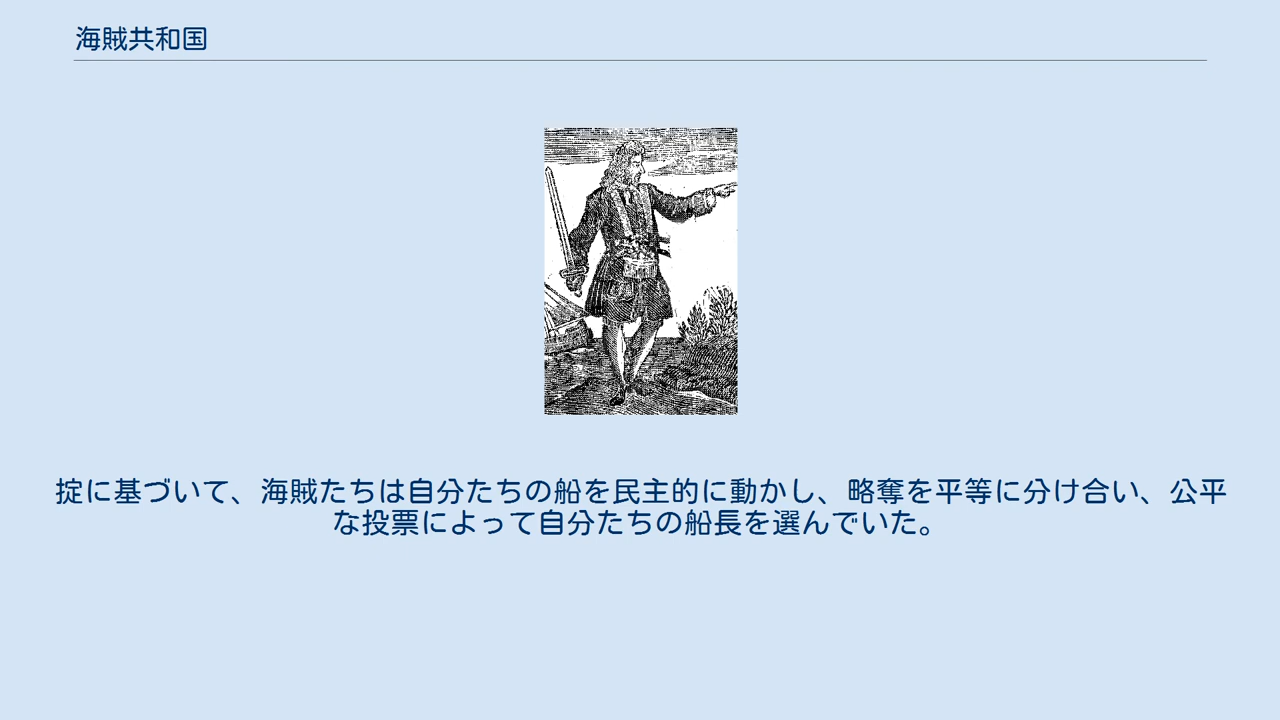 海賊共和国
掟に基づいて、海賊たちは自分たちの船を民主的に動かし、略奪を平等に分け合い、公平
な投票によって自分たちの船長を選んでいた。